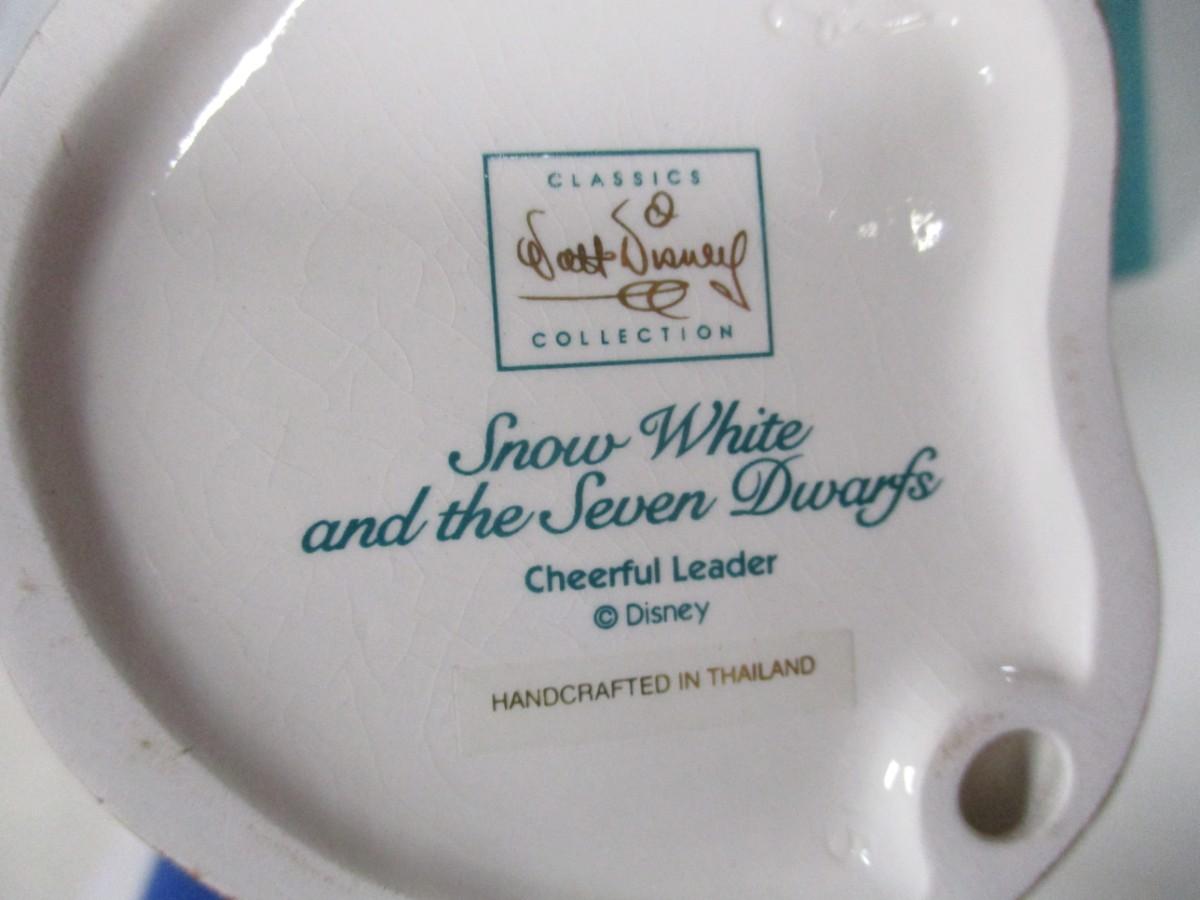 CLASSICS
Walt Disney
COLLECTION
Snow White
and the Seven Dwarfs
Cheerful Leader
© Disney
HANDCRAFTED IN THAILAND